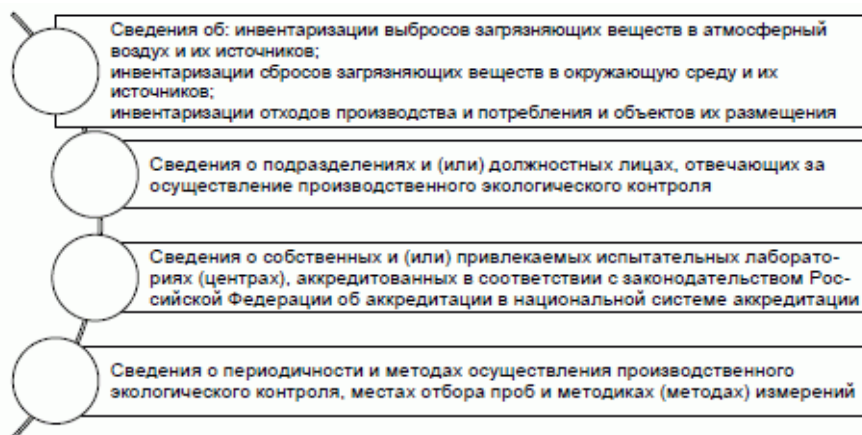 Сведения об: инвентаризации выбросов загрязняющих веществ в атмосферный
воздух и их источников;
инвентаризации сбросов загрязняющих веществ в окружающую среду и их
источников;
инвентаризации отходов производства и потребления и объектов их размещения
Сведения о подразделениях и (или) должностных лицах, отвечающих за
осуществление производственного экологического контроля
Сведения о собственных и (или) привлекаемых испытательных лаборато-
риях (центрах), аккредитованных в соответствии с законодательством Рос-
сийской Федерации об аккредитации в национальной системе аккредитации
Сведения о периодичности и методах осуществления производственного
экологического контроля, местах отбора проб и методиках (методах) измерений